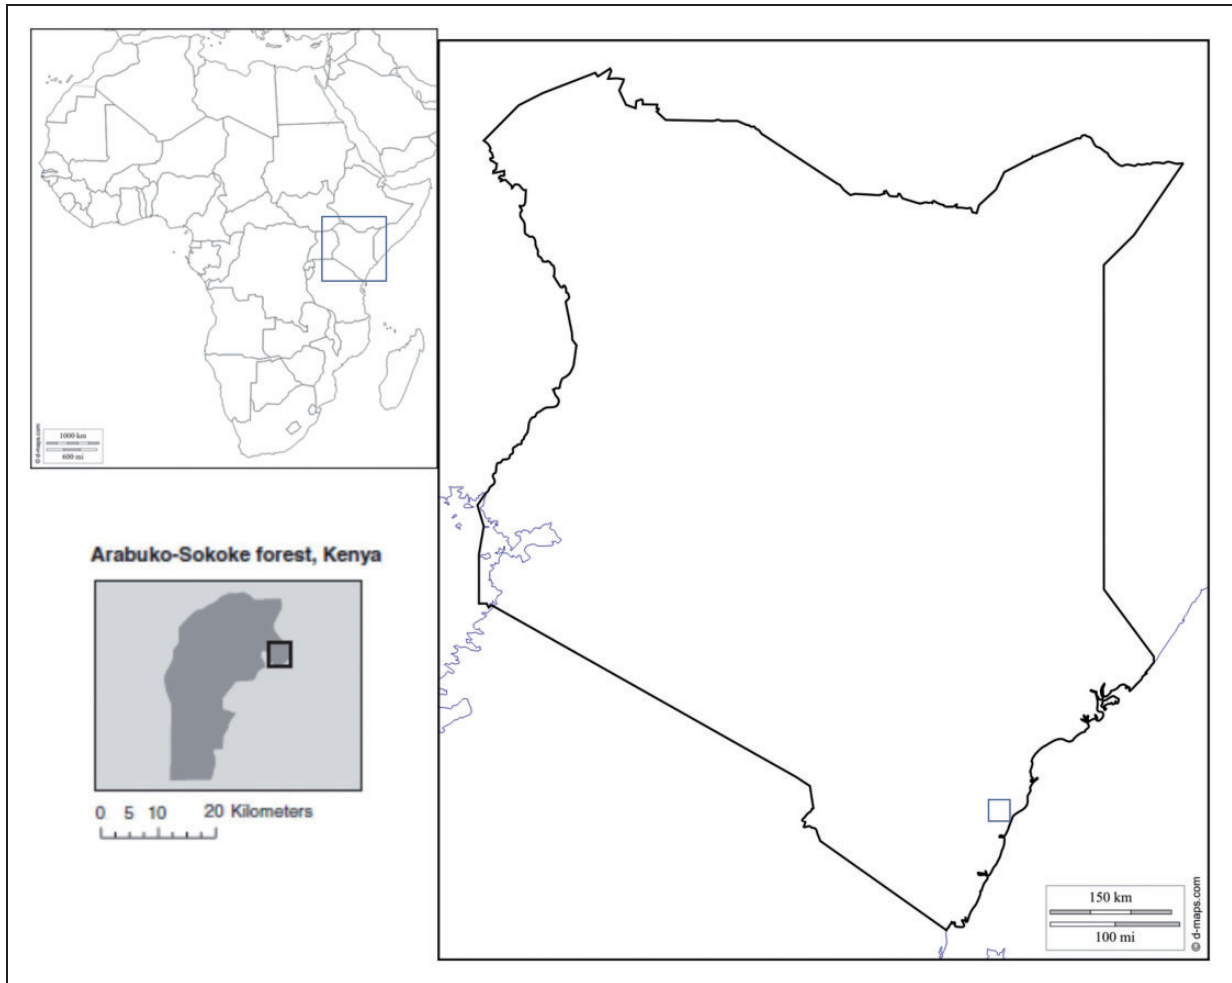 © d-maps.com
1000 km
600 mi
Arabuko-Sokoke forest, Kenya
0 5 10 20 Kilometers
150 km
100 mi
© d-maps.com